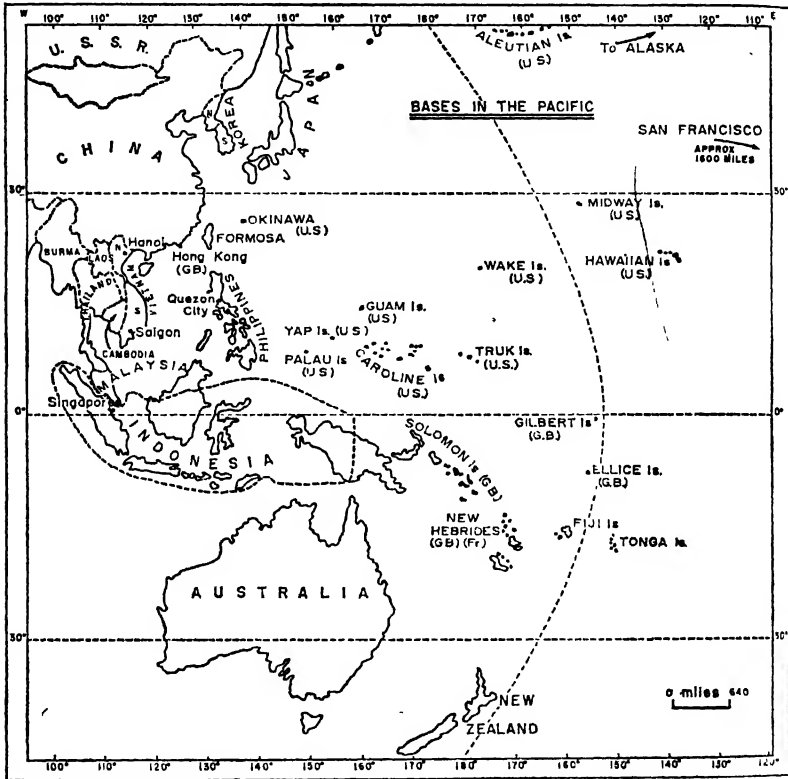 W 100° 120° 130° 140° 150° 160° 170° 180° 170° 160° 150° 140° 130° 120° 110° E
U. S. S. R.
ALEUTIAN Is.
(U S)
To ALASKA
BASES IN THE PACIFIC
SAN FRANCISCO
APPROX
1600 MILES
N
KOREA
S
JAPAN
CHINA
30°
MIDWAY Is.
(U.S.)
OKINAWA
(U.S)
FORMOSA
HAWAIIAN Is
(U.S.)
BURMA
LAOS
N
Hanoi
Hong Kong
(G.B.)
WAKE Is.
(U.S)
THAILAND
VIETNAM
S
Quezon
City
PHILIPPINES
GUAM Is.
(US)
Saigon
YAP Is. (U S)
CAMBODIA
PALAU Is
(U.S)
CAROLINE Is
(U.S.)
TRUK Is.
(U.S.)
MALAYSIA
Singapore
0° 0°
GILBERT Is
(G.B.)
INDONESIA
SOLOMON Is (G.B)
ELLICE Is.
(G.B.)
NEW
HEBRIDES
(G.B) (Fr.)
FIJI Is
TONGA Is.
AUSTRALIA
30° 30°
0 miles 640
NEW
ZEALAND
100° 110° 120° 130° 140° 150° 160° 170° 180° 170° 160° 150° 140° 130° 120°